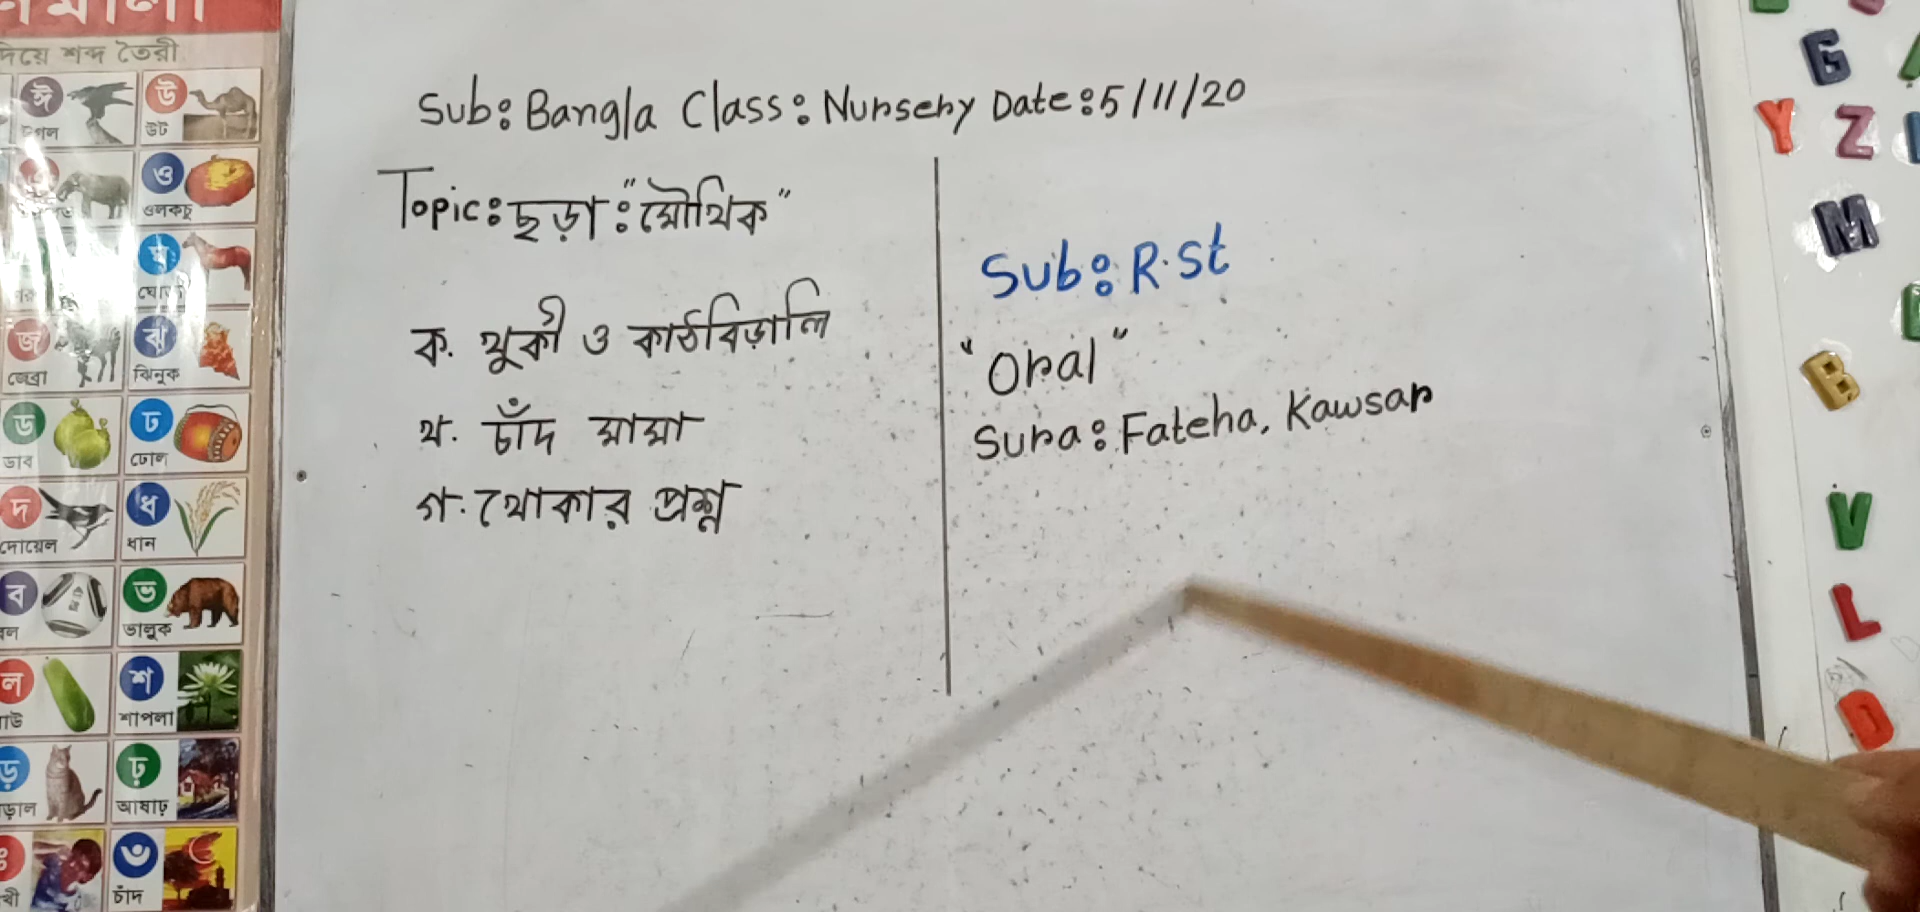 দিয়ে শব্দ তৈরী
ঈ উ
উট
ও
ওলকচু
ঘ
জ ঝ
জেব্রা ঝিনুক
ড ঢ
ডাব ঢোল
দ ধ
দোয়েল ধান
ব ভ
ভালুক
ল শ
শাপলা
ড় ঢ়
আষাঢ়
চাঁদ
Sub: Bangla Class: Nursery Date: 5/11/20
Topic: ছড়া: "মৌখিক"
ক. খুকী ও কাঠবিড়ালি
খ. চাঁদ মামা
গ. খোকার প্রশ্ন
Sub: R.St
"Oral"
Sura: Fateha, Kawsar
G
Y Z
M
B
V
L
D